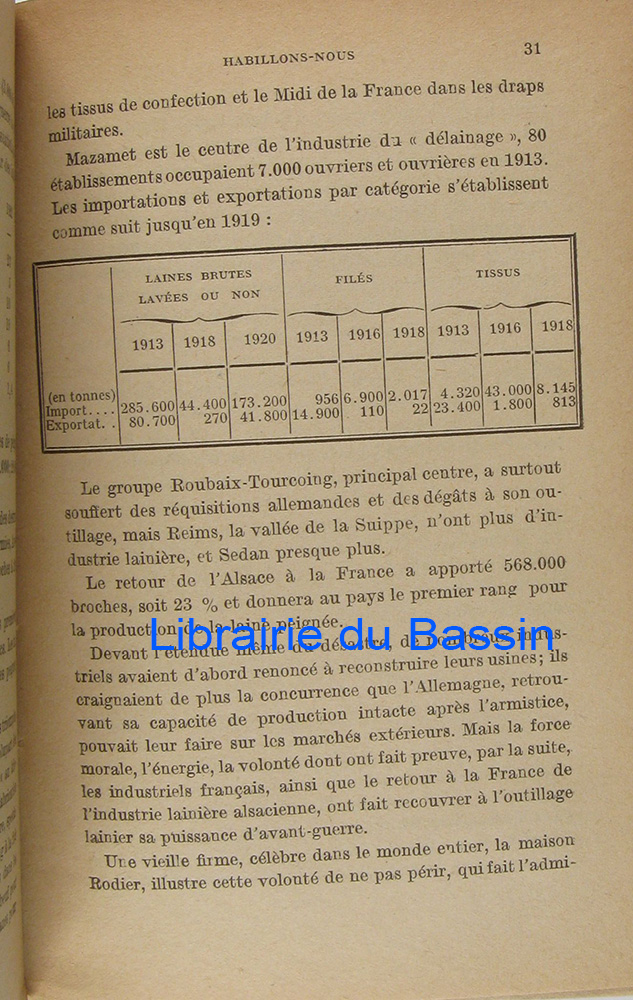 HABILLONS-NOUS 31
les tissus de confection et le Midi de la France dans les draps
militaires.
Mazamet est le centre de l'industrie du « délainage », 80
établissements occupaient 7.000 ouvriers et ouvrières en 1913.
Les importations et exportations par catégorie s'établissent
comme suit jusqu'en 1919 :
LAINES BRUTES LAVÉES OU NON FILÉS TISSUS
1913 1918 1920 1913 1916 1918 1913 1916 1918
(en tonnes)
Import.... 285.600 44.400 173.200 956 6.900 2.017 4.320 43.000 8.145
Exportat. . 80.700 270 41.800 14.900 110 22 23.400 1.800 813
Le groupe Roubaix-Tourcoing, principal centre, a surtout
souffert des réquisitions allemandes et des dégâts à son ou-
tillage, mais Reims, la vallée de la Suippe, n'ont plus d'in-
dustrie lainière, et Sedan presque plus.
Le retour de l'Alsace à la France a apporté 568.000
broches, soit 23 % et donnera au pays le premier rang pour
la production de la laine peignée.
Librairie du Bassin
Devant l'étendue même du désastre, de nombreux indus-
triels avaient d'abord renoncé à reconstruire leurs usines ; ils
craignaient de plus la concurrence que l'Allemagne, retrou-
vant sa capacité de production intacte après l'armistice,
pouvait leur faire sur les marchés extérieurs. Mais la force
morale, l'énergie, la volonté dont ont fait preuve, par la suite,
les industriels français, ainsi que le retour à la France de
l'industrie lainière alsacienne, ont fait recouvrer à l'outillage
lainier sa puissance d'avant-guerre.
Une vieille firme, célèbre dans le monde entier, la maison
Rodier, illustre cette volonté de ne pas périr, qui fait l'admi-